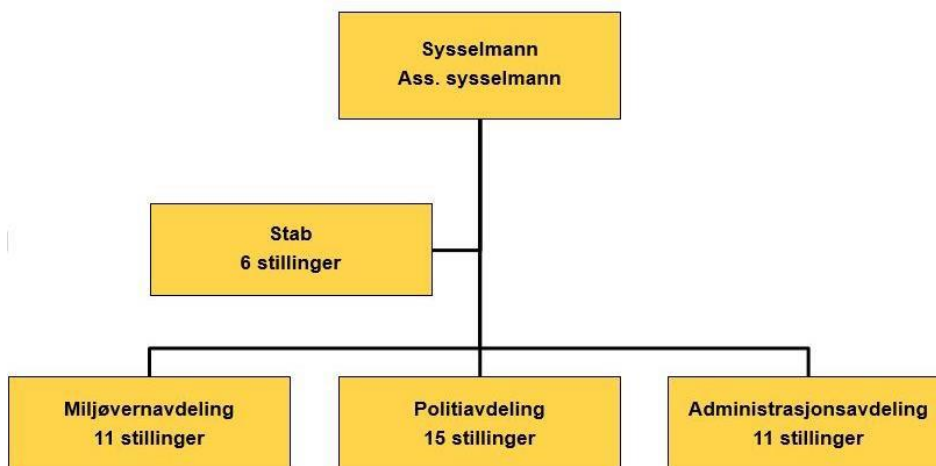 Sysselmann
Ass. sysselmann
Stab
6 stillinger
Miljøvernavdeling
11 stillinger
Politiavdeling
15 stillinger
Administrasjonsavdeling
11 stillinger